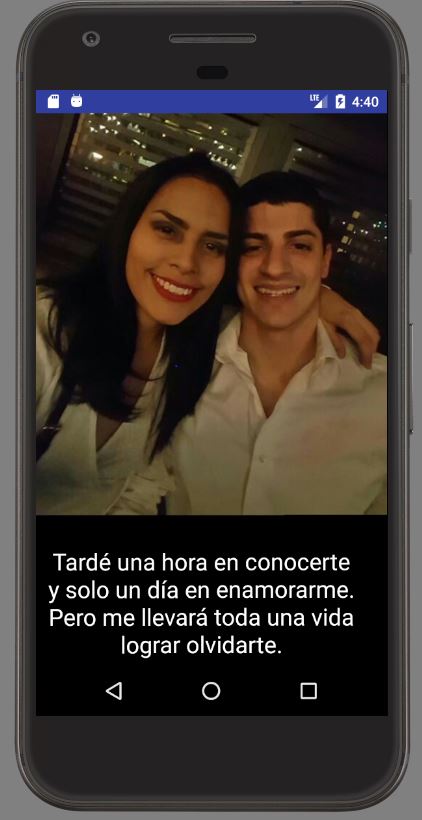 LTE 4:40
Tardé una hora en conocerte
y solo un día en enamorarme.
Pero me llevará toda una vida
lograr olvidarte.